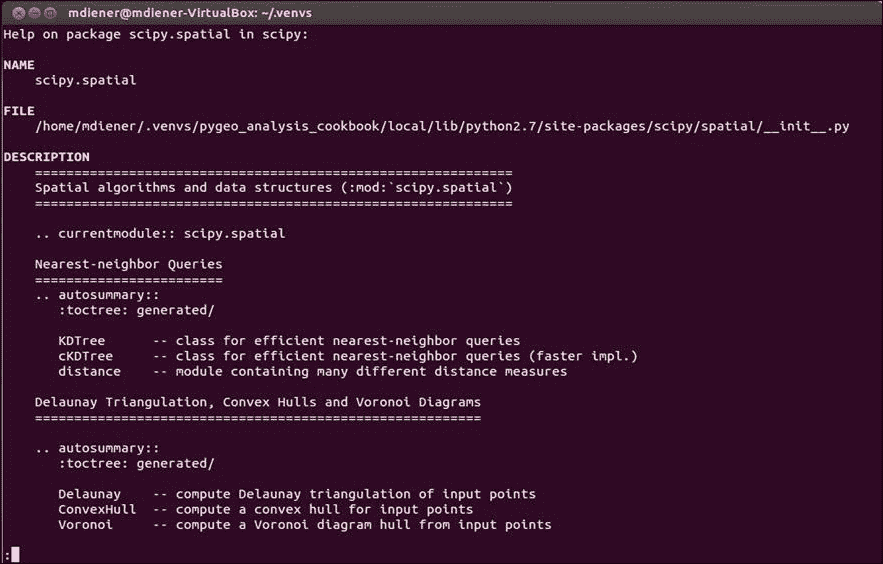 mdiener@mdiener-VirtualBox: ~/.venvs
Help on package scipy.spatial in scipy:
NAME
scipy.spatial
FILE
/home/mdiener/.venvs/pygeo_analysis_cookbook/local/lib/python2.7/site-packages/scipy/spatial/__init__.py
DESCRIPTION
=============================================================
Spatial algorithms and data structures (:mod:`scipy.spatial`)
=============================================================
.. currentmodule:: scipy.spatial
Nearest-neighbor Queries
========================
.. autosummary::
:toctree: generated/
KDTree      -- class for efficient nearest-neighbor queries
cKDTree     -- class for efficient nearest-neighbor queries (faster impl.)
distance    -- module containing many different distance measures
Delaunay Triangulation, Convex Hulls and Voronoi Diagrams
=========================================================
.. autosummary::
:toctree: generated/
Delaunay    -- compute Delaunay triangulation of input points
ConvexHull  -- compute a convex hull for input points
Voronoi     -- compute a Voronoi diagram hull from input points
: